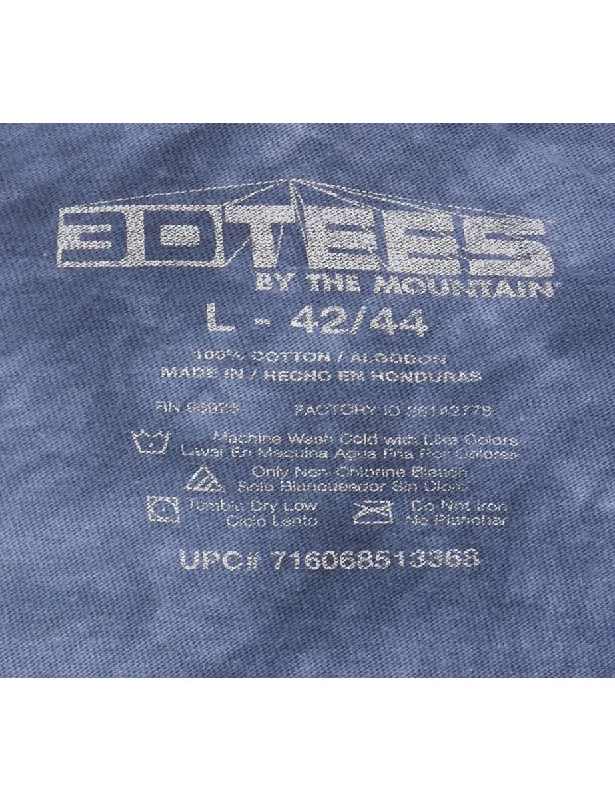 3DTEES
BY THE MOUNTAIN
L - 42/44
100% COTTON / ALGODON
MADE IN / HECHO EN HONDURAS
RN
FACTORY ID
Machine Wash Cold with Like Colors
Lavar En Maquina Agua Fria Por Colores
Only Non Chlorine Bleach
Solo Blanqueador Sin Cloro
Tumble Dry Low
Ciclo Lento
Do Not Iron
No Planchar
UPC# 716068513368